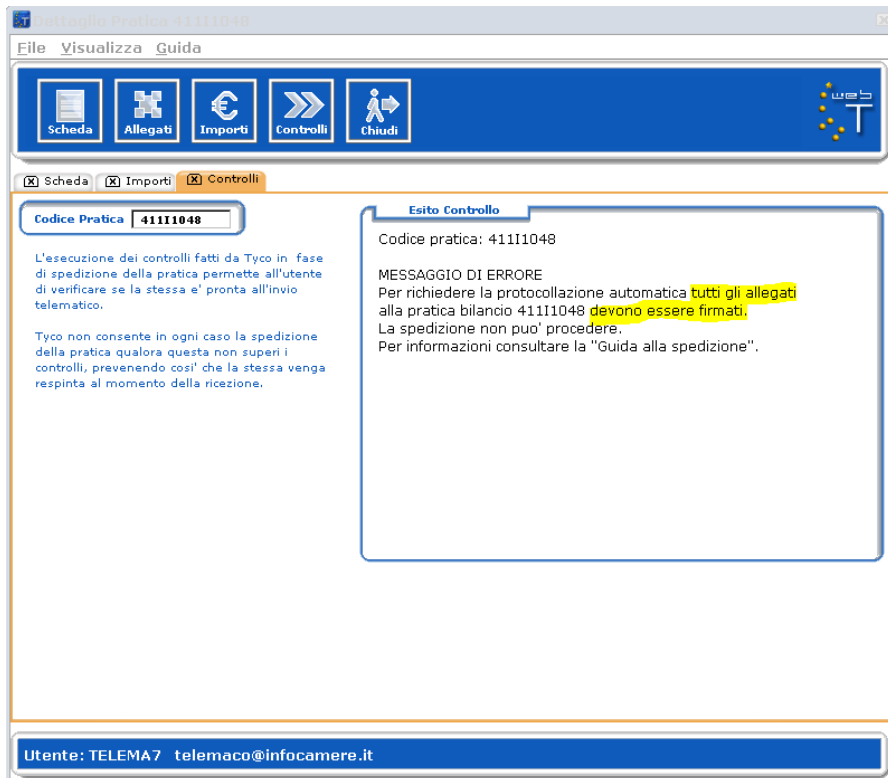 Dettaglio Pratica 411I1048
File Visualizza Guida
Scheda
Allegati
Importi
Controlli
Chiudi
web
T
Scheda
Importi
Controlli
Codice Pratica 411I1048
L'esecuzione dei controlli fatti da Tyco in fase
di spedizione della pratica permette all'utente
di verificare se la stessa e' pronta all'invio
telematico.
Tyco non consente in ogni caso la spedizione
della pratica qualora questa non superi i
controlli, prevenendo cosi' che la stessa venga
respinta al momento della ricezione.
Esito Controllo
Codice pratica: 411I1048
MESSAGGIO DI ERRORE
Per richiedere la protocollazione automatica tutti gli allegati
alla pratica bilancio 411I1048 devono essere firmati.
La spedizione non puo' procedere.
Per informazioni consultare la "Guida alla spedizione".
Utente: TELEMA7 telemaco@infocamere.it